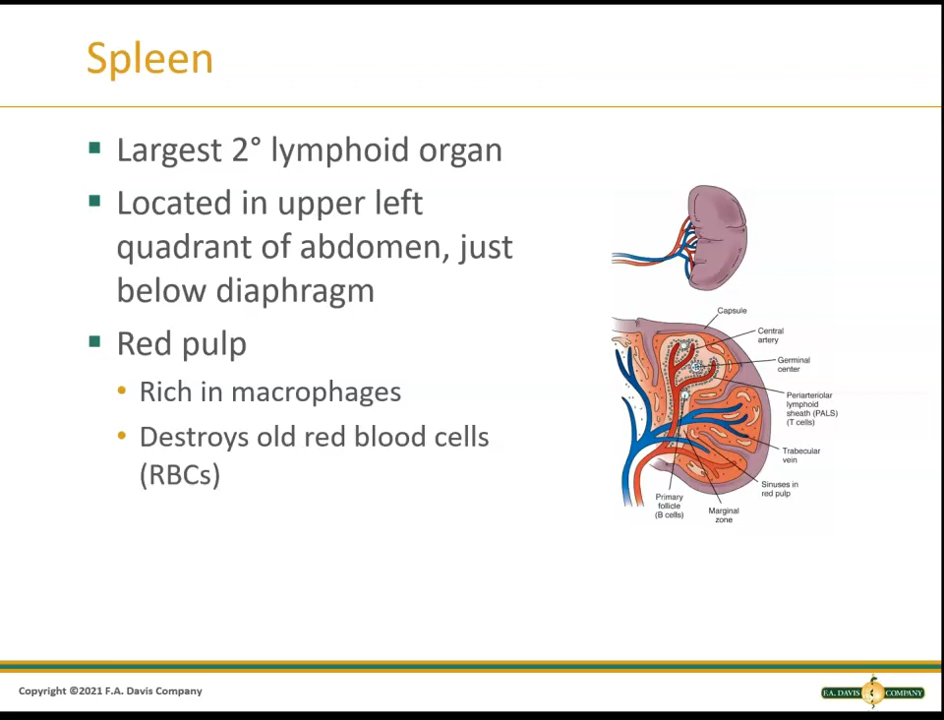 Spleen
Largest 2° lymphoid organ
Located in upper left
quadrant of abdomen, just
below diaphragm
Red pulp
Rich in macrophages
Destroys old red blood cells
(RBCs)
Capsule
Central
artery
Germinal
center
Periarteriolar
lymphoid
sheath (PALS)
(T cells)
Trabecular
vein
Sinuses in
red pulp
Primary
follicle
(B cells)
Marginal
zone
Copyright ©2021 F.A. Davis Company
F.A. DAVIS COMPANY